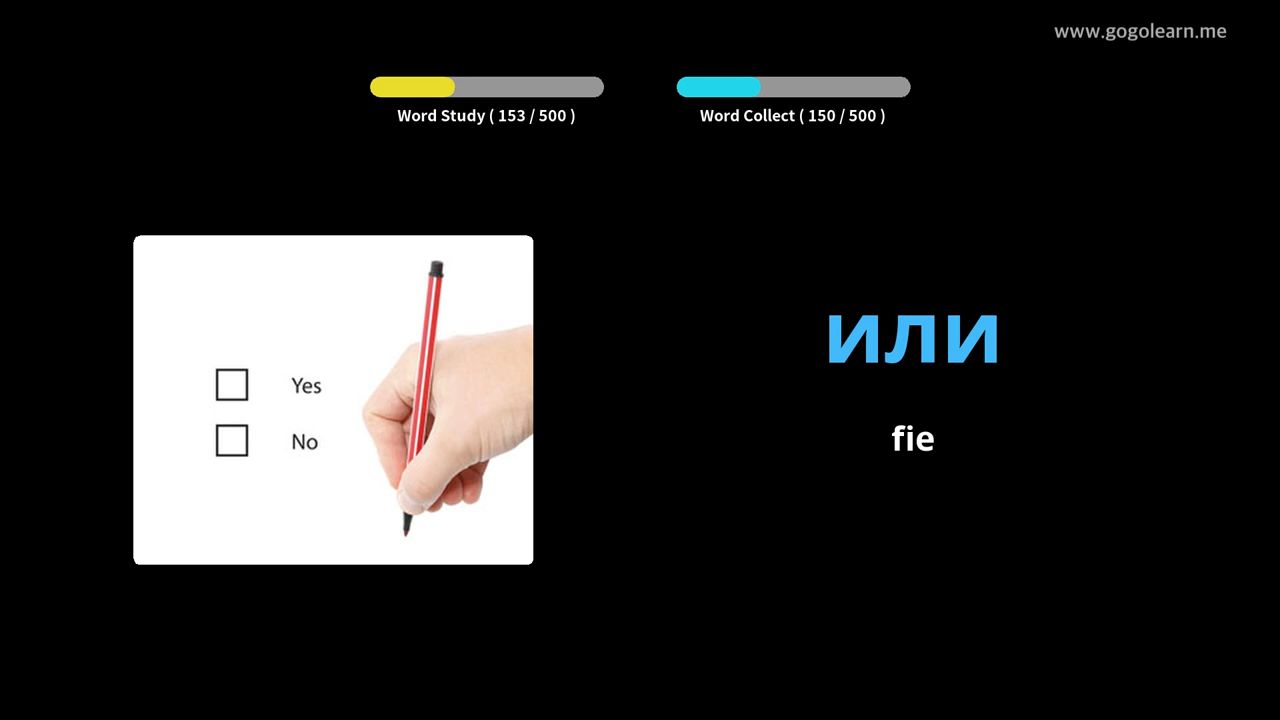 www.gogolearn.me
Word Study ( 153 / 500 )
Word Collect ( 150 / 500 )
Yes
No
или
fie